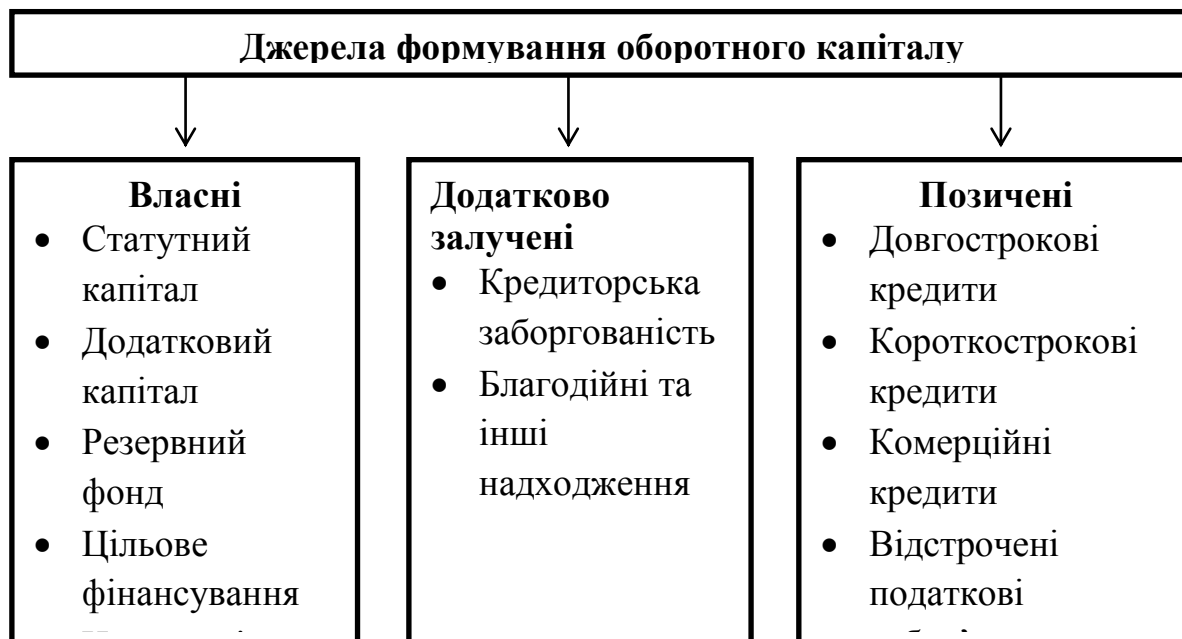 Джерела формування оборотного капіталу
Власні
• Статутний
капітал
• Додатковий
капітал
• Резервний
фонд
• Цільове
фінансування
Додатково
залучені
• Кредиторська
заборгованість
• Благодійні та
інші
надходження
Позичені
• Довгострокові
кредити
• Короткострокові
кредити
• Комерційні
кредити
• Відстрочені
податкові